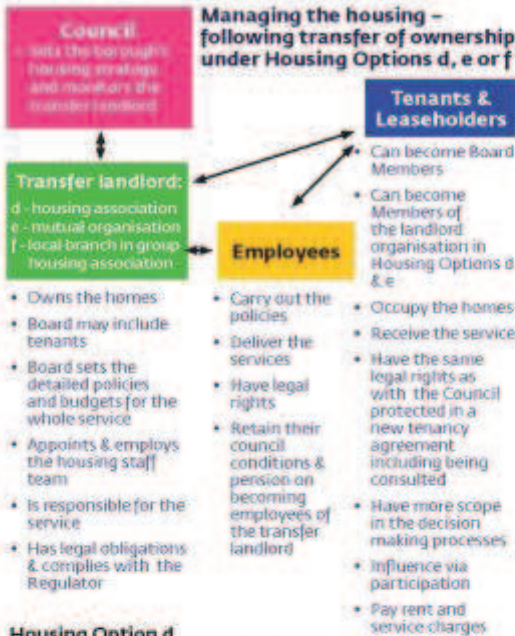 Council
- sets the borough's
housing strategy
and monitors the
transfer landlord
Managing the housing –
following transfer of ownership
under Housing Options d, e or f
Transfer landlord:
d - housing association
e - mutual organisation
f - local branch in group
housing association
• Owns the homes
• Board may include
tenants
• Board sets the
detailed policies
and budgets for the
whole service
• Appoints & employs
the housing staff
team
• Is responsible for the
service
• Has legal obligations
& complies with the
Regulator
Employees
• Carry out the
policies
• Deliver the
services
• Have legal
rights
• Retain their
council
conditions &
pension on
becoming
employees of
the transfer
landlord
Tenants &
Leaseholders
• Can become Board
Members
• Can become
Members of
the landlord
organisation in
Housing Options d
& e
• Occupy the homes
• Receive the service
• Have the same
legal rights as
with the Council
protected in a
new tenancy
agreement
including being
consulted
• Have more scope
in the decision
making processes
• Influence via
participation
• Pay rent and
service charges
Housing Option d